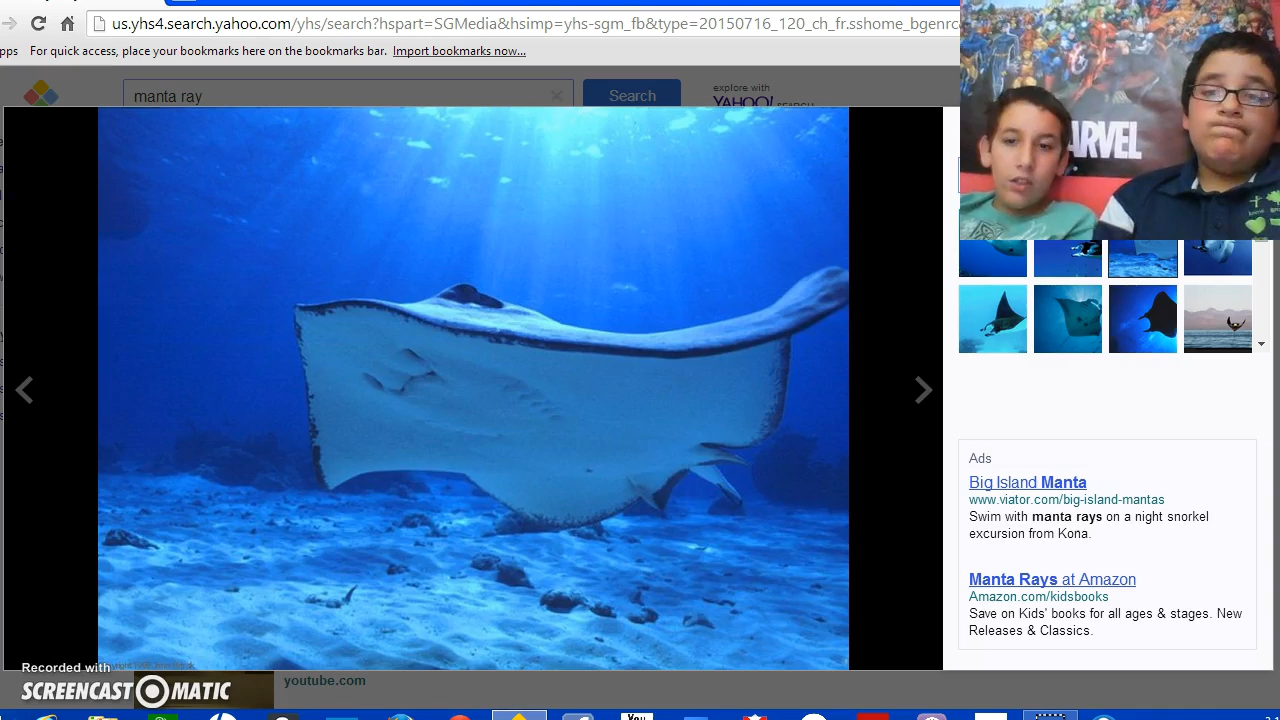 us.yhs4.search.yahoo.com/yhs/search?hspart=SGMedia&hsimp=yhs-sgm_fb&type=20150716_120_ch_fr.sshome_bgenrc
pps For quick access, place your bookmarks here on the bookmarks bar. Import bookmarks now...
manta ray
Search
explore with
YAHOO! SEARCH
ARVEL
Ads
Big Island Manta
www.viator.com/big-island-mantas
Swim with manta rays on a night snorkel
excursion from Kona.
Manta Rays at Amazon
Amazon.com/kidsbooks
Save on Kids' books for all ages & stages. New
Releases & Classics.
Recorded with
SCREENCAST MATIC
youtube.com
You